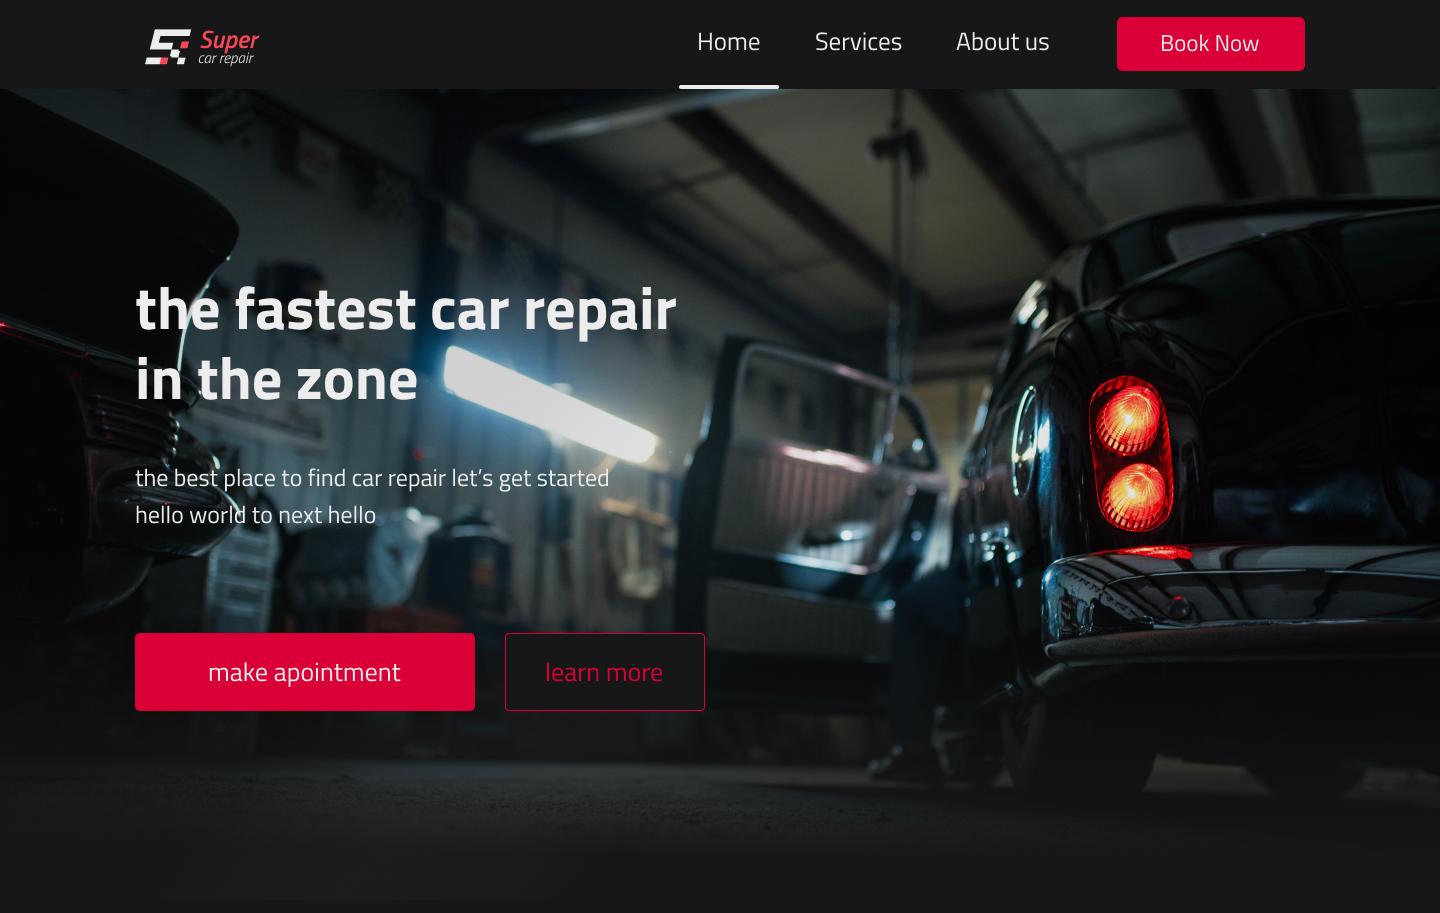 Super
car repair
Home
Services
About us
Book Now
the fastest car repair
in the zone
the best place to find car repair let’s get started
hello world to next hello
make apointment
learn more